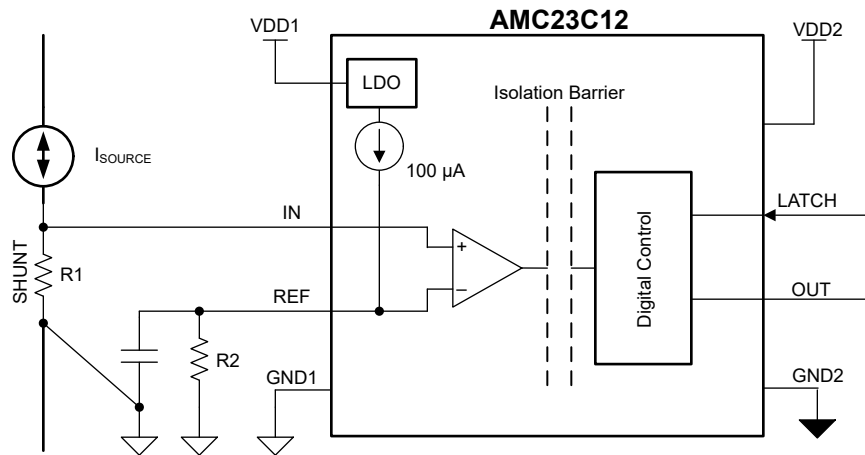 AMC23C12
VDD1
VDD2
LDO
Isolation Barrier
I SOURCE
100 µA
IN
LATCH
SHUNT
R1
+
Digital Control
REF
−
OUT
R2
GND1
GND2